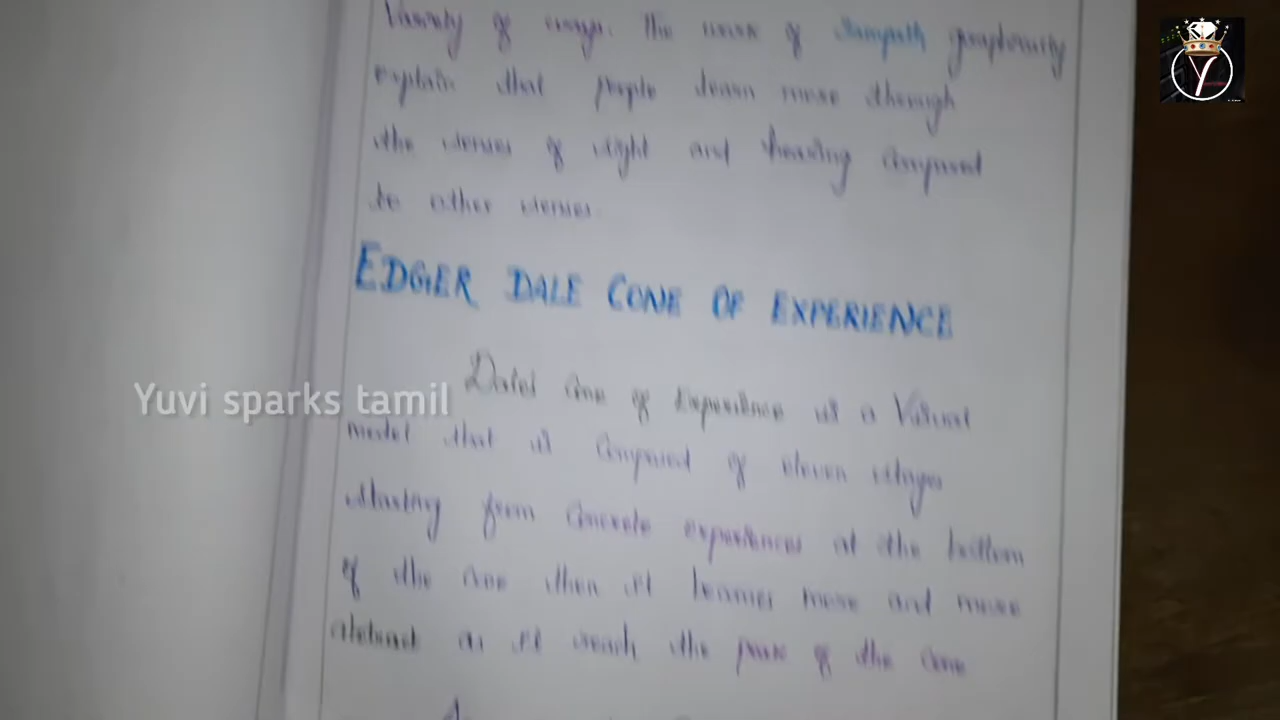 Variety of ways. The work of Sampath graphically
explain that people learn more through
the senses of sight and hearing compared
to other senses.
EDGER DALE CONE OF EXPERIENCE
Dale's cone of Experience is a Visual
model that is composed of eleven stages
starting from concrete experiences at the bottom
of the cone then it becomes more and more
abstract as it reach the peak of the cone
Yuvi sparks tamil
Y